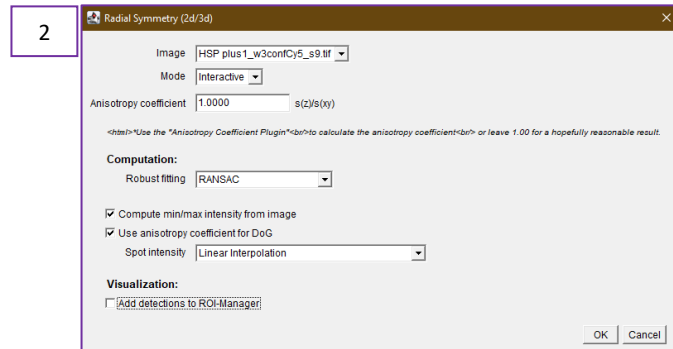 2
Radial Symmetry (2d/3d)
Image HSP plus1_w3confCy5_s9.tif
Mode Interactive
Anisotropy coefficient 1.0000 s(z)/s(xy)
<html>*Use the "Anisotropy Coefficient Plugin"<br/>to calculate the anisotropy coefficient<br/> or leave 1.00 for a hopefully reasonable result.
Computation:
Robust fitting RANSAC
Compute min/max intensity from image
Use anisotropy coefficient for DoG
Spot intensity Linear Interpolation
Visualization:
Add detections to ROI-Manager
OK Cancel